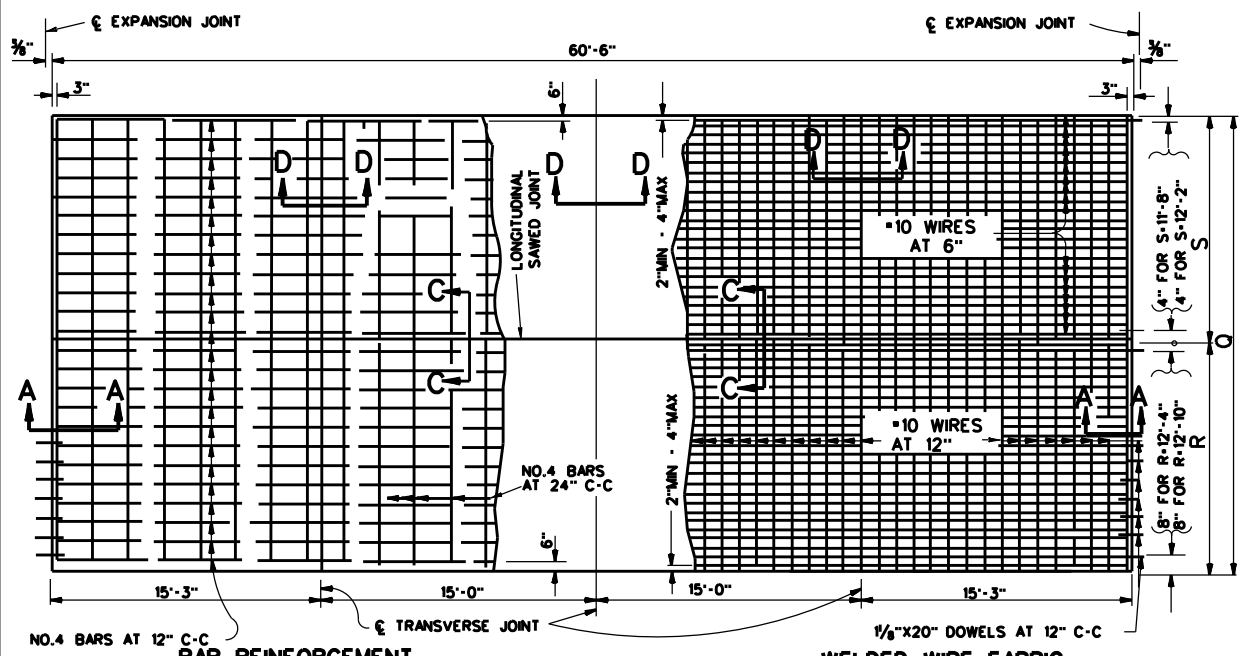 ℄ EXPANSION JOINT
℄ EXPANSION JOINT
3/8"
60'-6"
3/8"
3"
6"
3"
D D
D D
D D
LONGITUDINAL
SAWED JOINT
2"MIN - 4"MAX
#10 WIRES
AT 6"
4" FOR S=11'-8"
4" FOR S=12'-2"
S
Q
C
C
C
C
A A
A A
#10 WIRES
AT 12"
2"MIN - 4"MAX
8" FOR R=12'-4"
8" FOR R=12'-10"
R
NO.4 BARS
AT 24" C-C
6"
15'-3"
15'-0"
15'-0"
15'-3"
℄ TRANSVERSE JOINT
1 1/8"X20" DOWELS AT 12" C-C
NO.4 BARS AT 12" C-C
BAR REINFORCEMENT
WELDED WIRE FABRIC